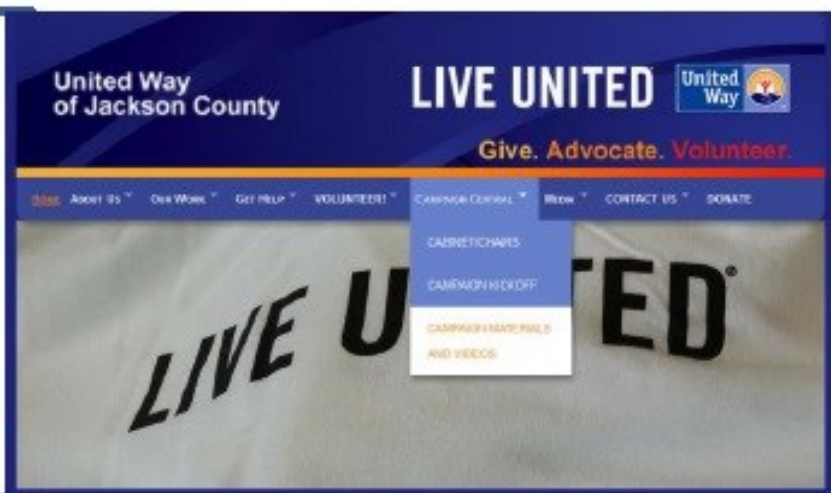 United Way
of Jackson County
LIVE UNITED
United
Way
Give. Advocate. Volunteer.
Home About Us Our Work Get Help VOLUNTEER! Campaign Central Media CONTACT US DONATE
CABINET/CHAIRS
CAMPAIGN KICKOFF
CAMPAIGN MATERIALS
AND VIDEOS
LIVE U TED®